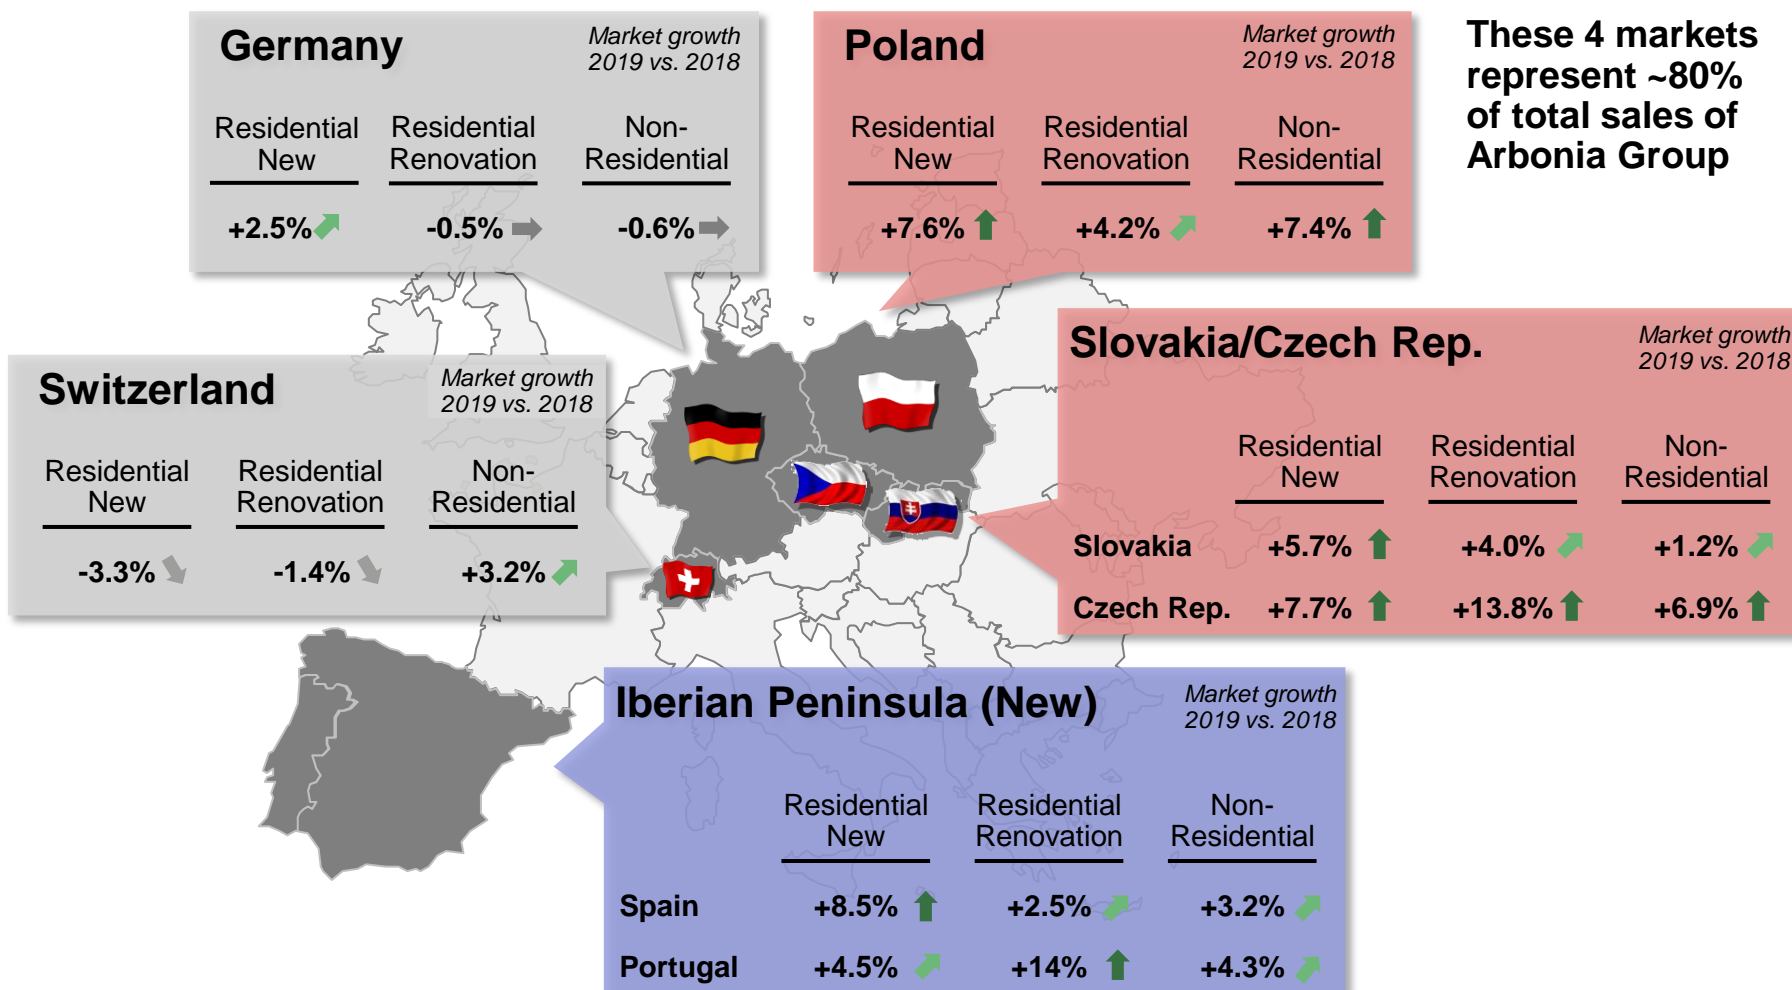 Germany
Market growth
2019 vs. 2018
Residential New
Residential Renovation
Non-Residential
+2.5%
-0.5%
-0.6%
Poland
Market growth
2019 vs. 2018
Residential New
Residential Renovation
Non-Residential
+7.6%
+4.2%
+7.4%
These 4 markets
represent ~80%
of total sales of
Arbonia Group
Switzerland
Market growth
2019 vs. 2018
Residential New
Residential Renovation
Non-Residential
-3.3%
-1.4%
+3.2%
Slovakia/Czech Rep.
Market growth
2019 vs. 2018
Residential New
Residential Renovation
Non-Residential
Slovakia +5.7% +4.0% +1.2%
Czech Rep. +7.7% +13.8% +6.9%
Iberian Peninsula (New)
Market growth
2019 vs. 2018
Residential New
Residential Renovation
Non-Residential
Spain +8.5% +2.5% +3.2%
Portugal +4.5% +14% +4.3%